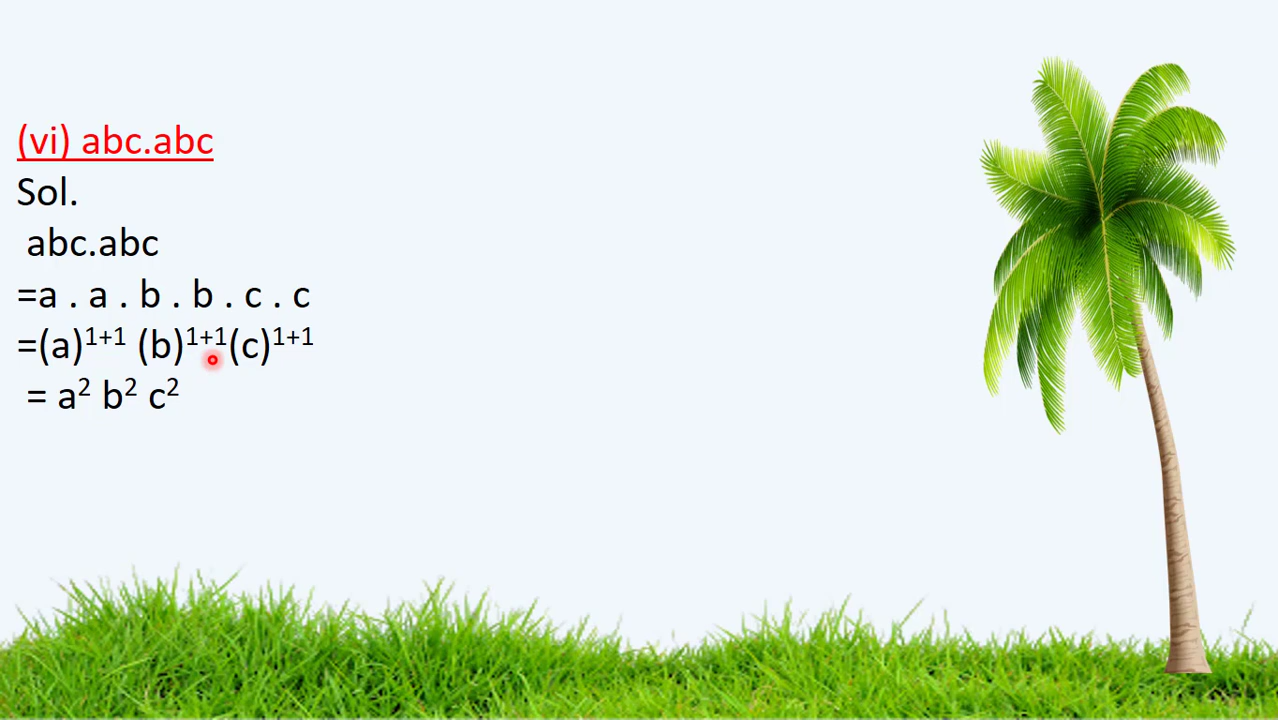 (vi) abc.abc
Sol.
abc.abc
=a . a . b . b . c . c
=(a)¹⁺¹ (b)¹⁺¹(c)¹⁺¹
= a² b² c²